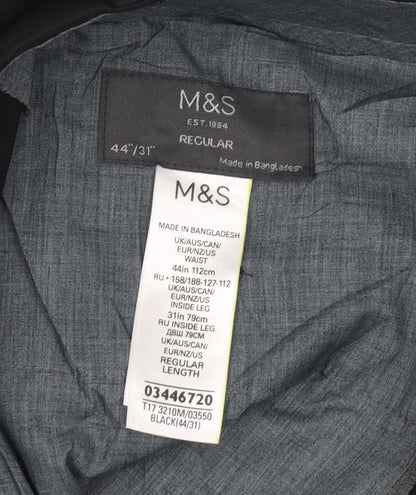 M&S
EST.1884
REGULAR
44"/31"
Made in Bangladesh
M&S
MADE IN BANGLADESH
UK/AUS/CAN/
EUR/NZ/US
WAIST
44in 112cm
RU • 158/188-127-112
UK/AUS/CAN/
EUR/NZ/US
INSIDE LEG
31in 79cm
RU INSIDE LEG
ДВШ 79CM
UK/AUS/CAN/
EUR/NZ/US
REGULAR
LENGTH
03446720
T17 3210M/03550
BLACK(44/31)